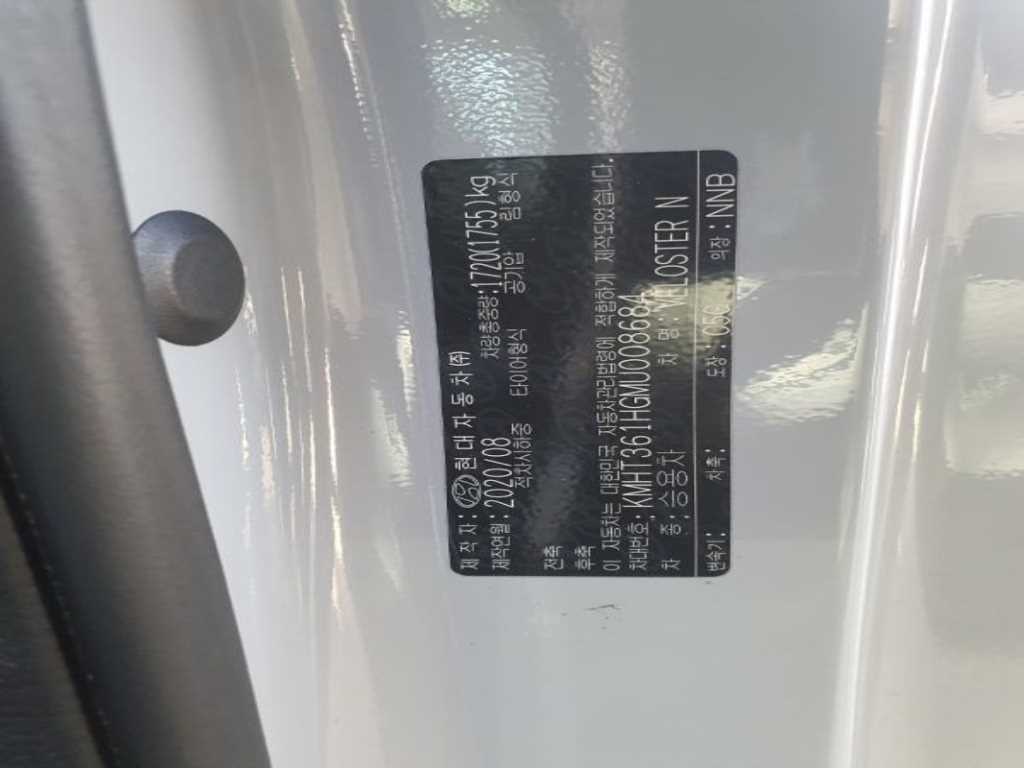 제 작 자: 현 대 자 동 차 ㈜
제작연월: 2020/08 차량총중량: 1720(1755)kg
적차시하중 타이어형식 공기압 림형식
전축
후축
이 자동차는 대한민국 자동차관리법령에 적합하게 제작되었습니다.
차대번호: KMHT361HGMU008684
차 종: 승용차 차 명: VELOSTER N
변속기: 차축: 도장: 의장: NNB